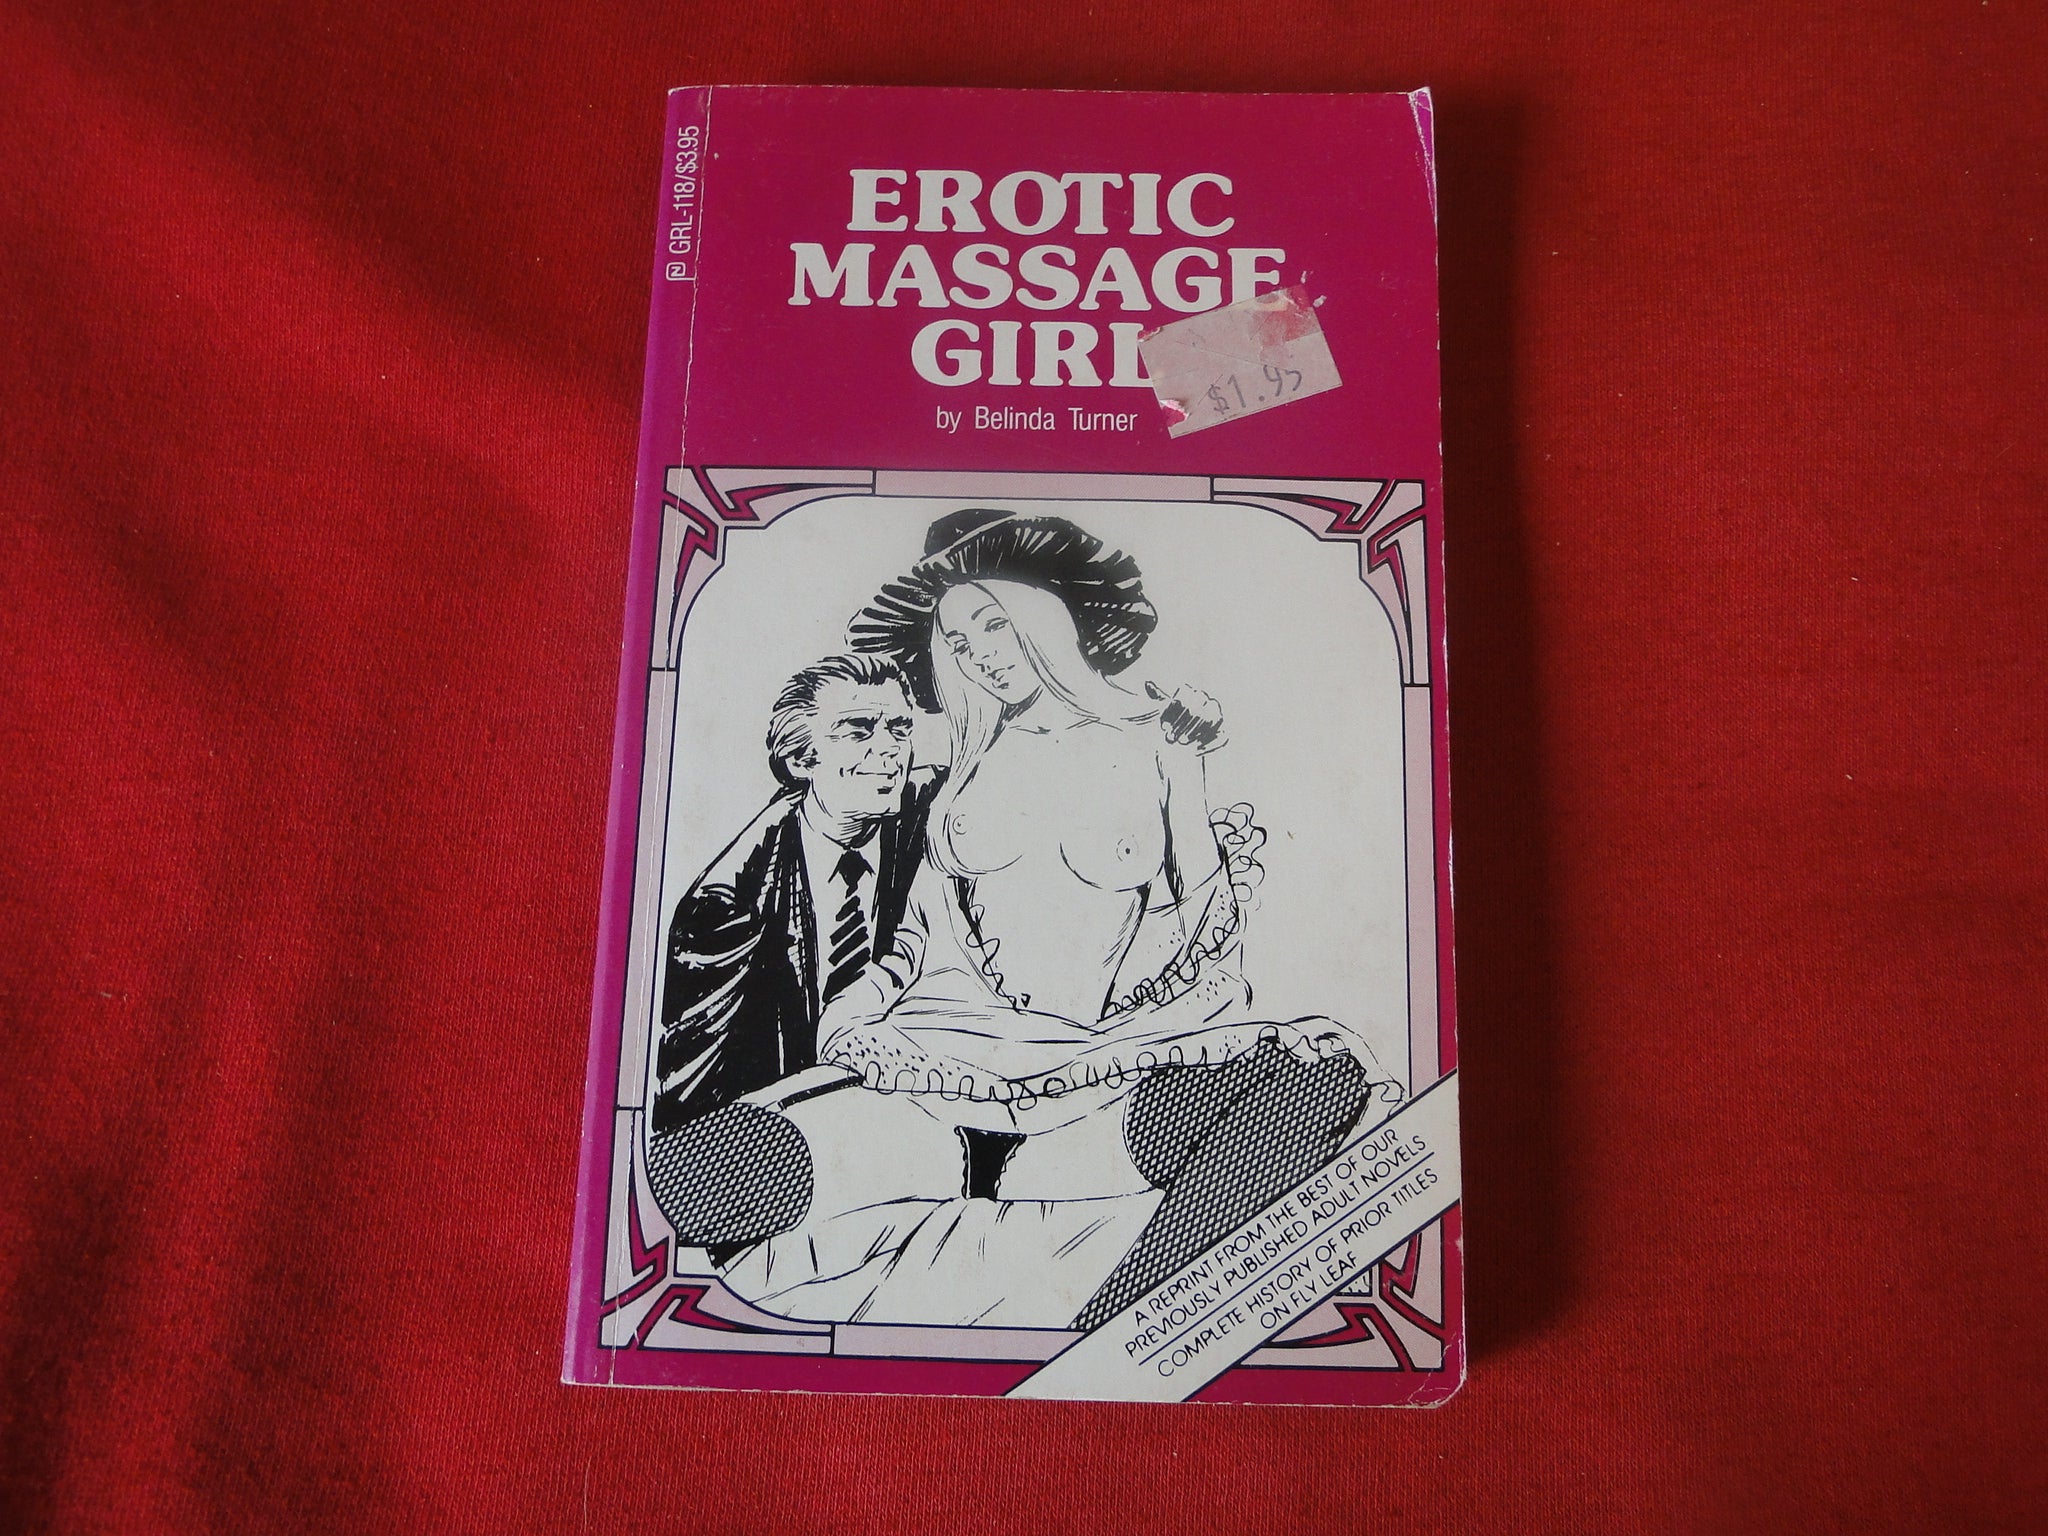 GRL-118/$3.95
EROTIC
MASSAGE
GIRL
$1.95
by Belinda Turner
A REPRINT FROM THE BEST OF OUR
PREVIOUSLY PUBLISHED ADULT NOVELS
COMPLETE HISTORY OF PRIOR TITLES
ON FLY LEAF